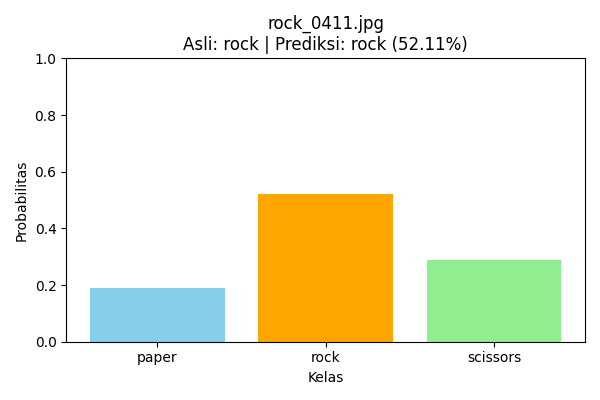 rock_0411.jpg
Asli: rock | Prediksi: rock (52.11%)
1.0
0.8
0.6
0.4
0.2
0.0
Probabilitas
paper rock scissors
Kelas